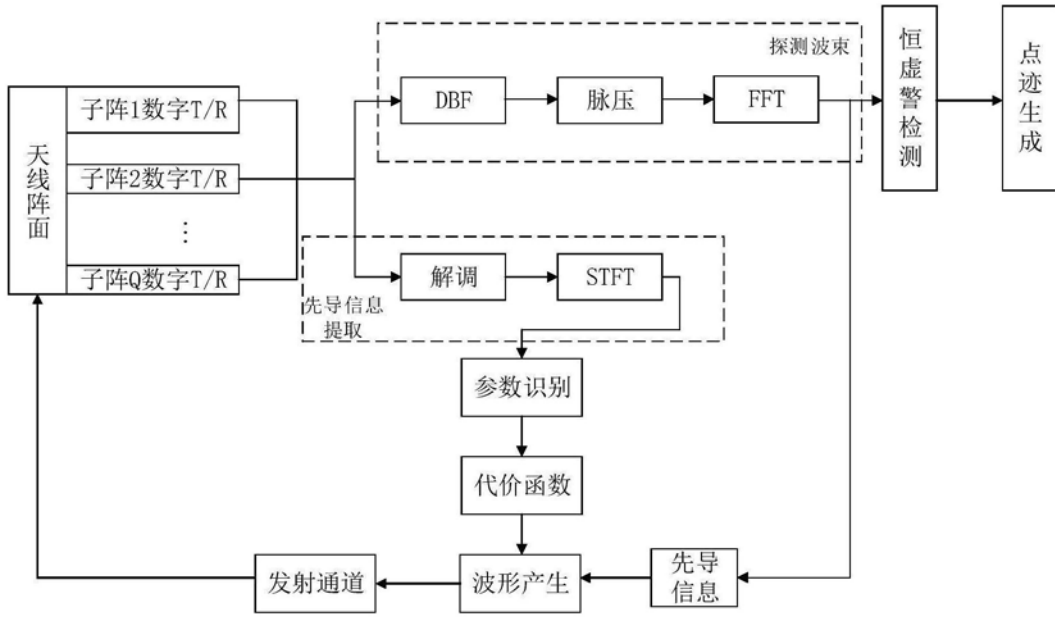 探测波束
DBF
脉压
FFT
恒虚警检测
点迹生成
天线阵面
子阵1数字T/R
子阵2数字T/R
⋮
子阵Q数字T/R
解调
STFT
先导信息
提取
参数识别
代价函数
发射通道
波形产生
先导
信息